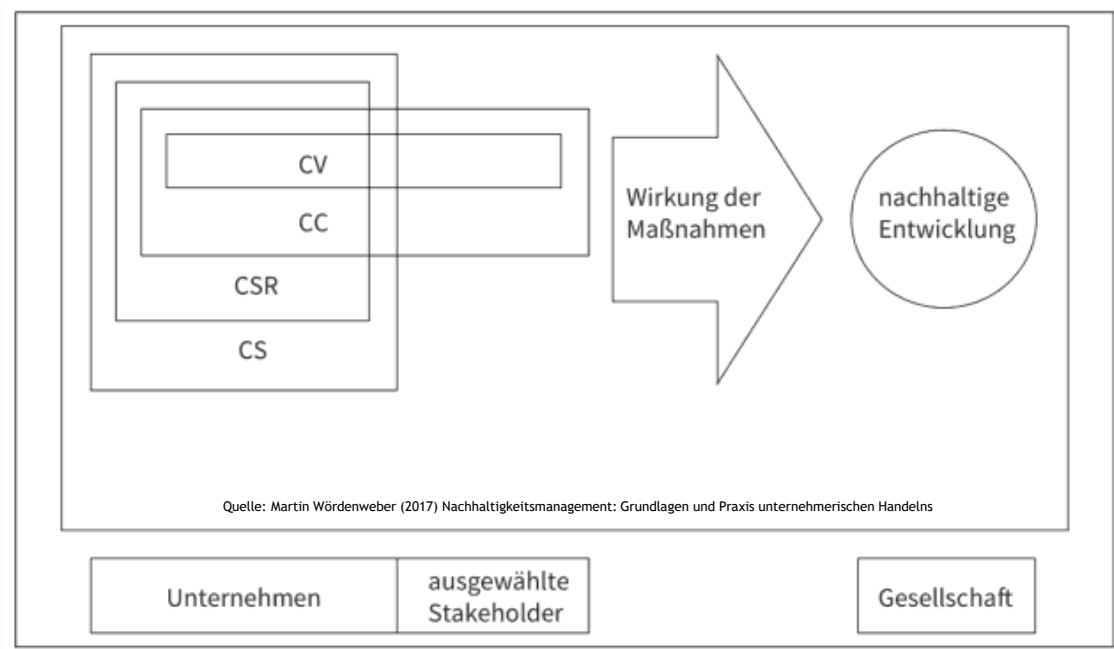 CV
CC
CSR
CS
Wirkung der
Maßnahmen
nachhaltige
Entwicklung
Quelle: Martin Wördenweber (2017) Nachhaltigkeitsmanagement: Grundlagen und Praxis unternehmerischen Handelns
Unternehmen
ausgewählte
Stakeholder
Gesellschaft